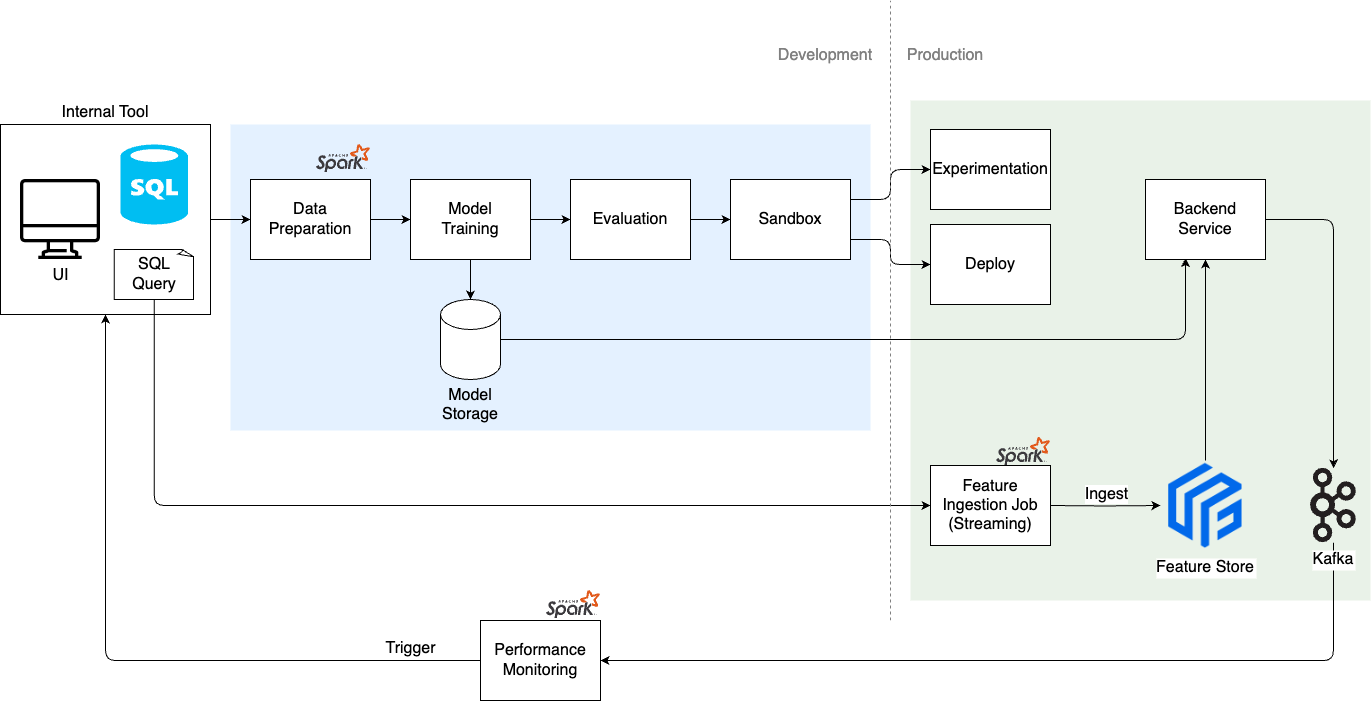 Development
Production
Internal Tool
SQL
UI
SQL
Query
APACHE
Spark
Data
Preparation
Model
Training
Evaluation
Sandbox
Model
Storage
Experimentation
Deploy
Backend
Service
APACHE
Spark
Feature
Ingestion Job
(Streaming)
Ingest
Feature Store
Kafka
APACHE
Spark
Performance
Monitoring
Trigger